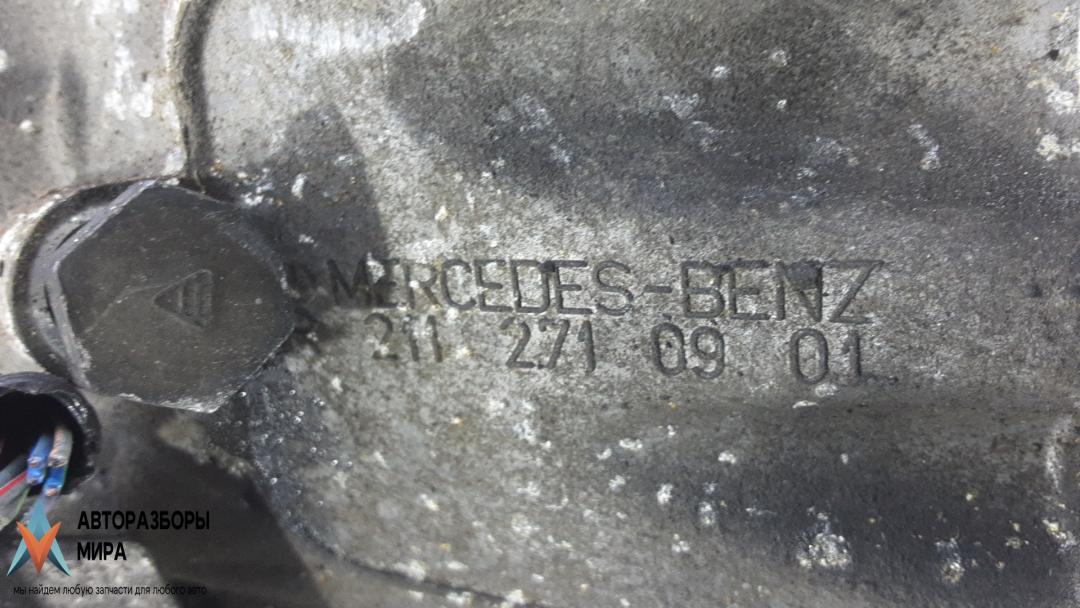 MERCEDES-BENZ
211 271 09 01
АВТОРАЗБОРЫ
МИРА
мы найдем любую запчасти для любого авто